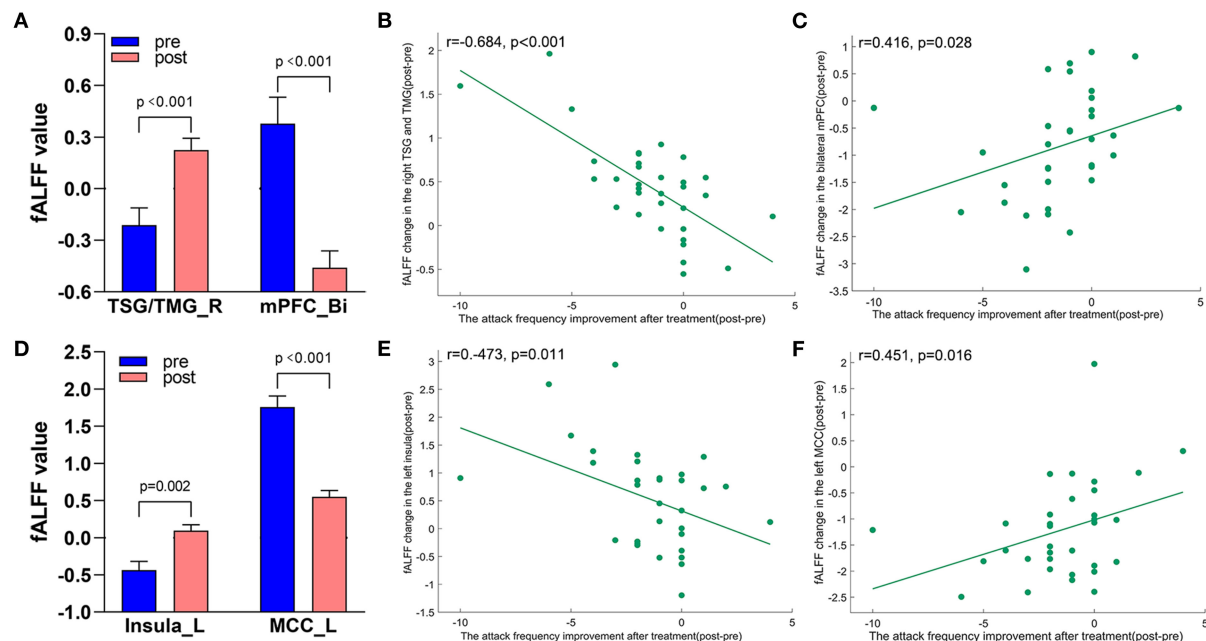 A
0.9
0.6
0.3
0.0
-0.3
-0.6
fALFF value
pre
post
p <0.001
p <0.001
TSG/TMG_R
mPFC_Bi
B
r=-0.684, p<0.001
2
1.5
1
0.5
0
-0.5
fALFF change in the right TSG and TMG(post-pre)
-10
-5
0
5
The attack frequency improvement after treatment(post-pre)
C
r=0.416, p=0.028
1
0.5
0
-0.5
-1
-1.5
-2
-2.5
-3
-3.5
fALFF change in the bilateral mPFC(post-pre)
-10
-5
0
5
The attack frequency improvement after treatment(post-pre)
D
2.5
2.0
1.5
1.0
0.5
0.0
-0.5
-1.0
fALFF value
pre
post
p=0.002
p <0.001
Insula_L
MCC_L
E
r=0.-473, p=0.011
3
2.5
2
1.5
1
0.5
0
-0.5
-1
-1.5
fALFF change in the left insula(post-pre)
-10
-5
0
5
The attack frequency improvement after treatment(post-pre)
F
r=0.451, p=0.016
2
1.5
1
0.5
0
-0.5
-1
-1.5
-2
-2.5
fALFF change in the left MCC(post-pre)
-10
-5
0
5
The attack frequency improvement after treatment(post-pre)